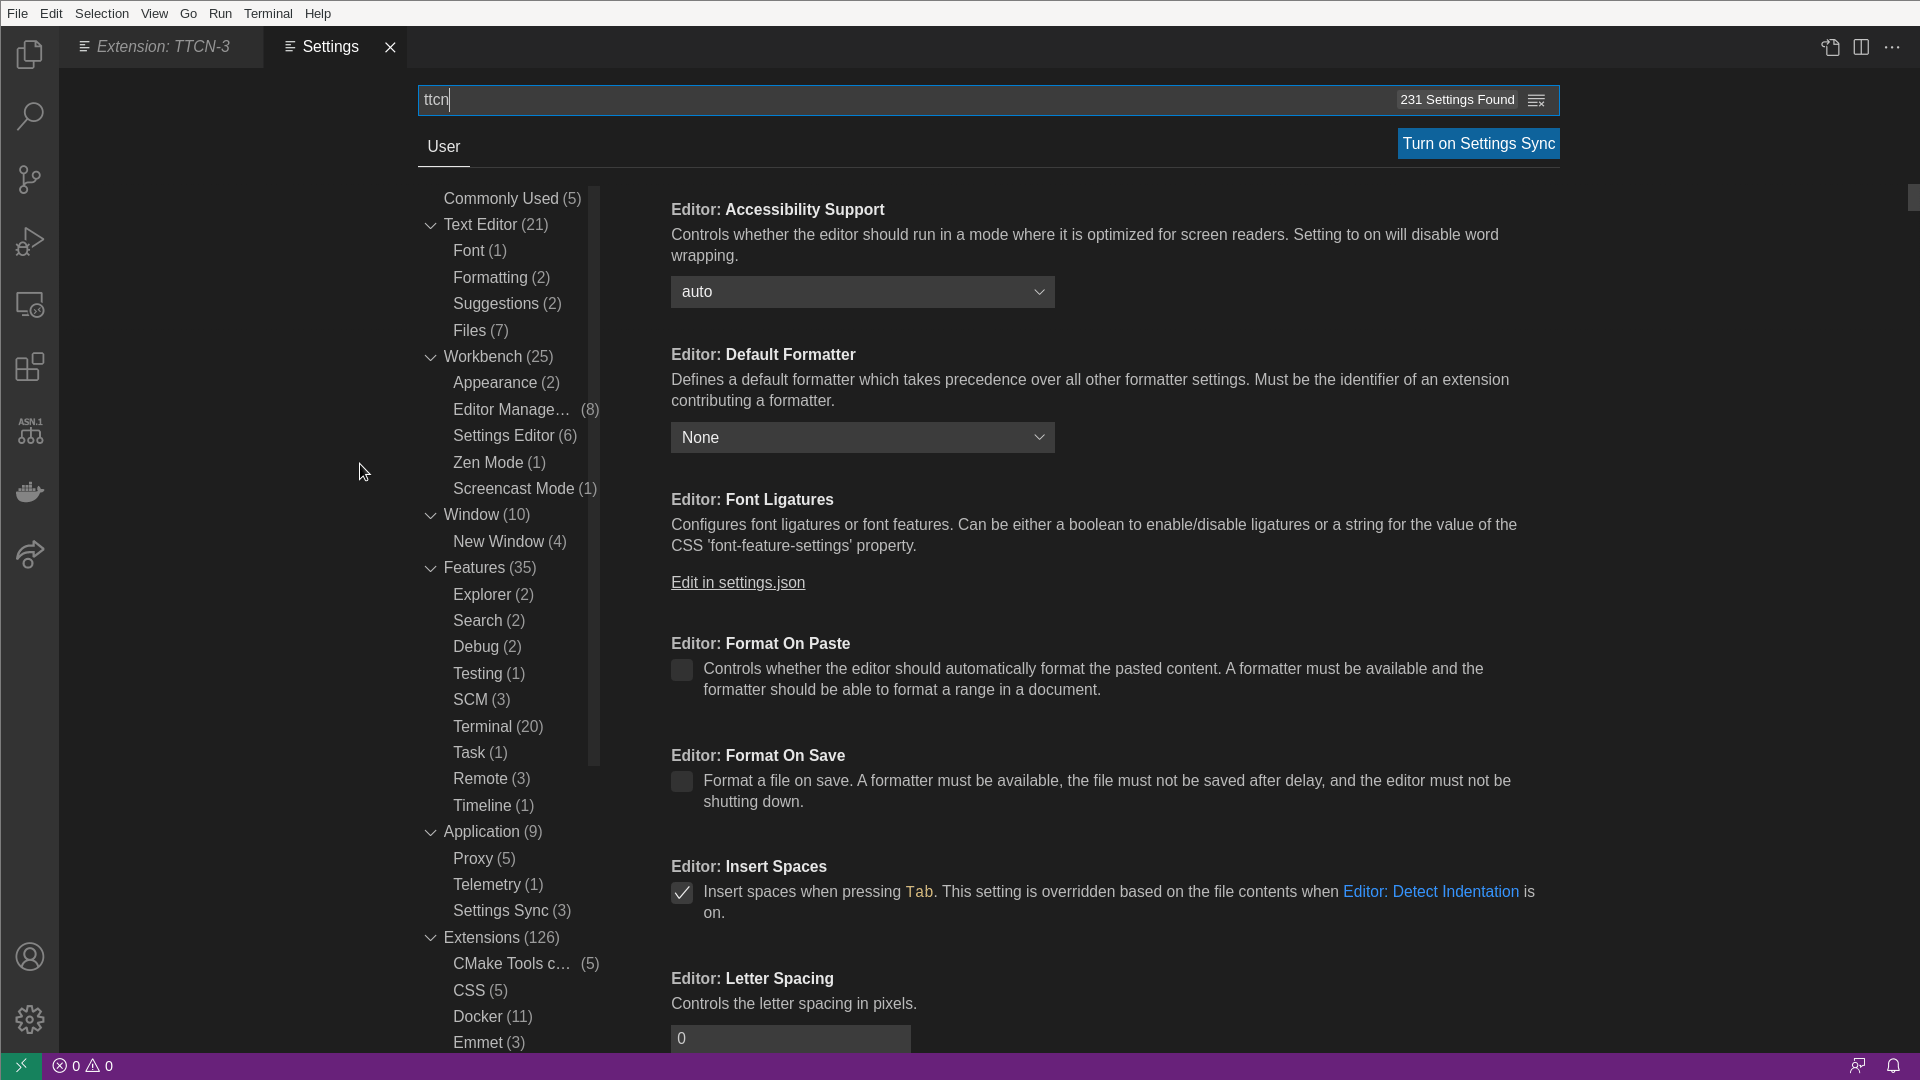 File Edit Selection View Go Run Terminal Help
Extension: TTCN-3 Settings
ttcn 231 Settings Found
User Turn on Settings Sync
Commonly Used (5)
Text Editor (21)
Font (1)
Formatting (2)
Suggestions (2)
Files (7)
Workbench (25)
Appearance (2)
Editor Manage... (8)
Settings Editor (6)
Zen Mode (1)
Screencast Mode (1)
Window (10)
New Window (4)
Features (35)
Explorer (2)
Search (2)
Debug (2)
Testing (1)
SCM (3)
Terminal (20)
Task (1)
Remote (3)
Timeline (1)
Application (9)
Proxy (5)
Telemetry (1)
Settings Sync (3)
Extensions (126)
CMake Tools c... (5)
CSS (5)
Docker (11)
Emmet (3)
Editor: Accessibility Support
Controls whether the editor should run in a mode where it is optimized for screen readers. Setting to on will disable word
wrapping.
auto
Editor: Default Formatter
Defines a default formatter which takes precedence over all other formatter settings. Must be the identifier of an extension
contributing a formatter.
None
Editor: Font Ligatures
Configures font ligatures or font features. Can be either a boolean to enable/disable ligatures or a string for the value of the
CSS 'font-feature-settings' property.
Edit in settings.json
Editor: Format On Paste
Controls whether the editor should automatically format the pasted content. A formatter must be available and the
formatter should be able to format a range in a document.
Editor: Format On Save
Format a file on save. A formatter must be available, the file must not be saved after delay, and the editor must not be
shutting down.
Editor: Insert Spaces
Insert spaces when pressing Tab. This setting is overridden based on the file contents when Editor: Detect Indentation is
on.
Editor: Letter Spacing
Controls the letter spacing in pixels.
0
ASN.1
0 0